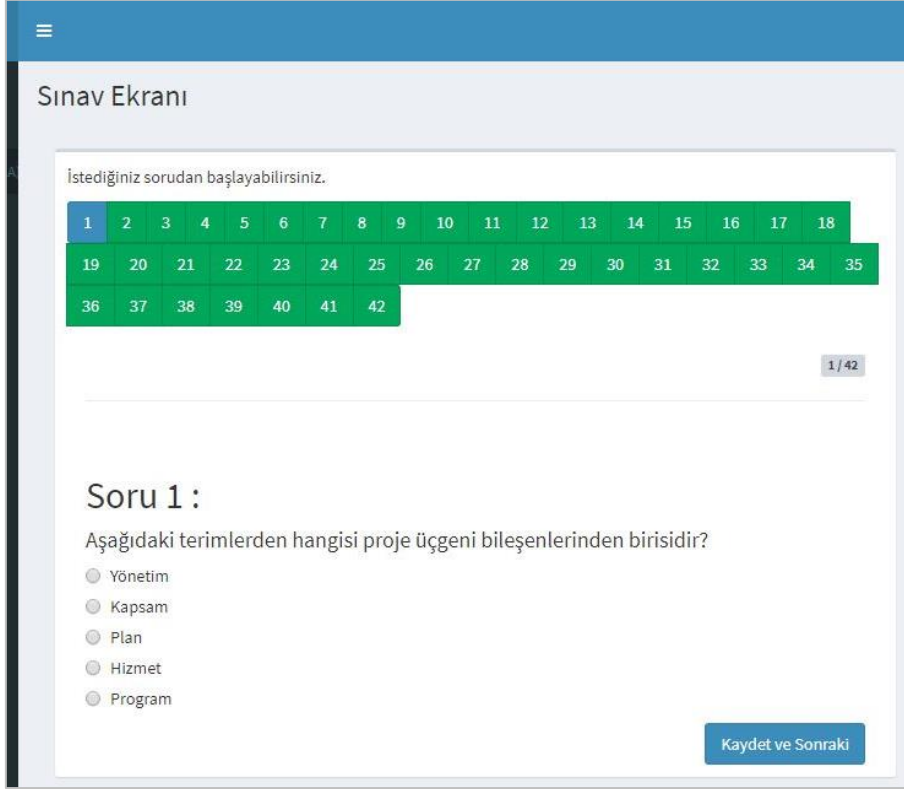 Sınav Ekranı
İstediğiniz sorudan başlayabilirsiniz.
1 2 3 4 5 6 7 8 9 10 11 12 13 14 15 16 17 18
19 20 21 22 23 24 25 26 27 28 29 30 31 32 33 34 35
36 37 38 39 40 41 42
1 / 42
Soru 1 :
Aşağıdaki terimlerden hangisi proje üçgeni bileşenlerinden birisidir?
Yönetim
Kapsam
Plan
Hizmet
Program
Kaydet ve Sonraki